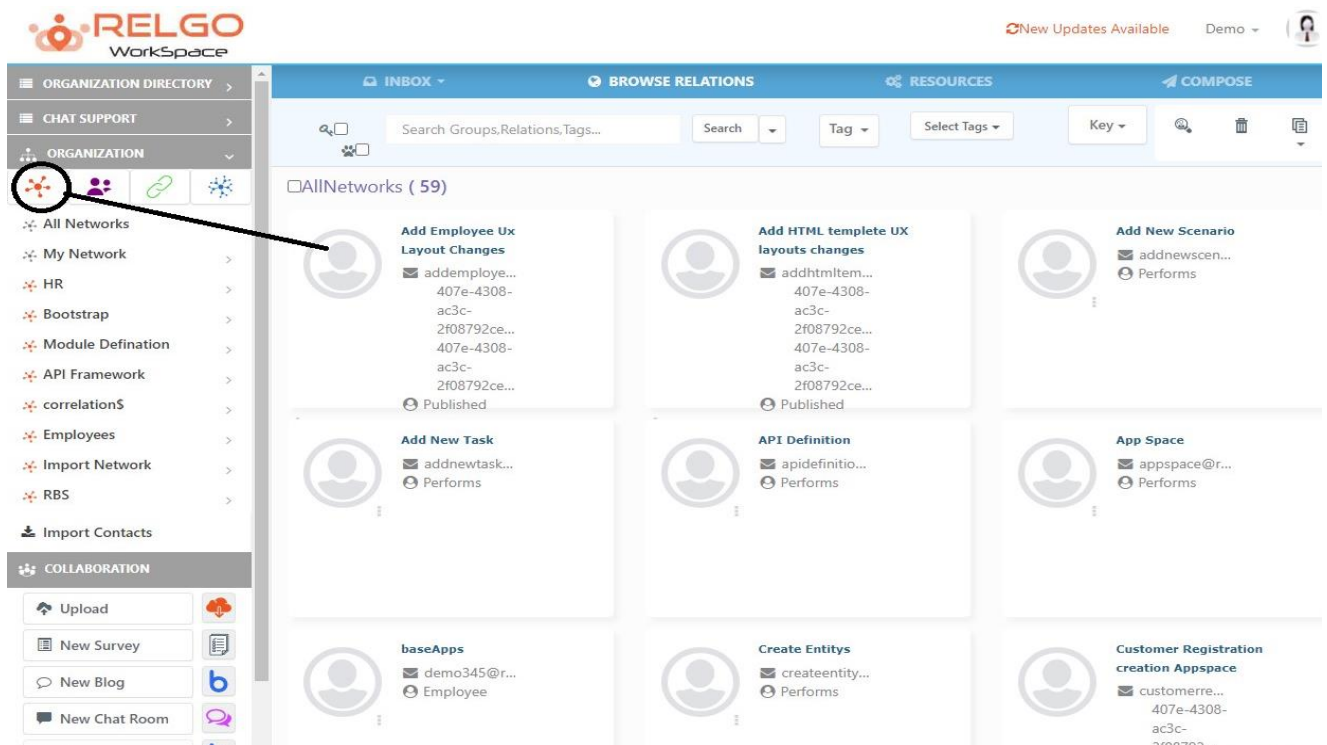 RELGO
WorkSpace
New Updates Available
Demo
ORGANIZATION DIRECTORY
CHAT SUPPORT
ORGANIZATION
All Networks
My Network
HR
Bootstrap
Module Defination
API Framework
correlation$
Employees
Import Network
RBS
Import Contacts
COLLABORATION
Upload
New Survey
New Blog
New Chat Room
INBOX
BROWSE RELATIONS
RESOURCES
COMPOSE
Search Groups,Relations,Tags...
Search
Tag
Select Tags
Key
AllNetworks ( 59)
Add Employee Ux
Layout Changes
addemploye...
407e-4308-
ac3c-
2f08792ce...
407e-4308-
ac3c-
2f08792ce...
Published
Add HTML templete UX
layouts changes
addhtmltem...
407e-4308-
ac3c-
2f08792ce...
407e-4308-
ac3c-
2f08792ce...
Published
Add New Scenario
addnewscen...
Performs
Add New Task
addnewtask...
Performs
API Definition
apidefinitio...
Performs
App Space
appspace@r...
Performs
baseApps
demo345@r...
Employee
Create Entitys
createentity...
Performs
Customer Registration
creation Appspace
customerre...
407e-4308-
ac3c-